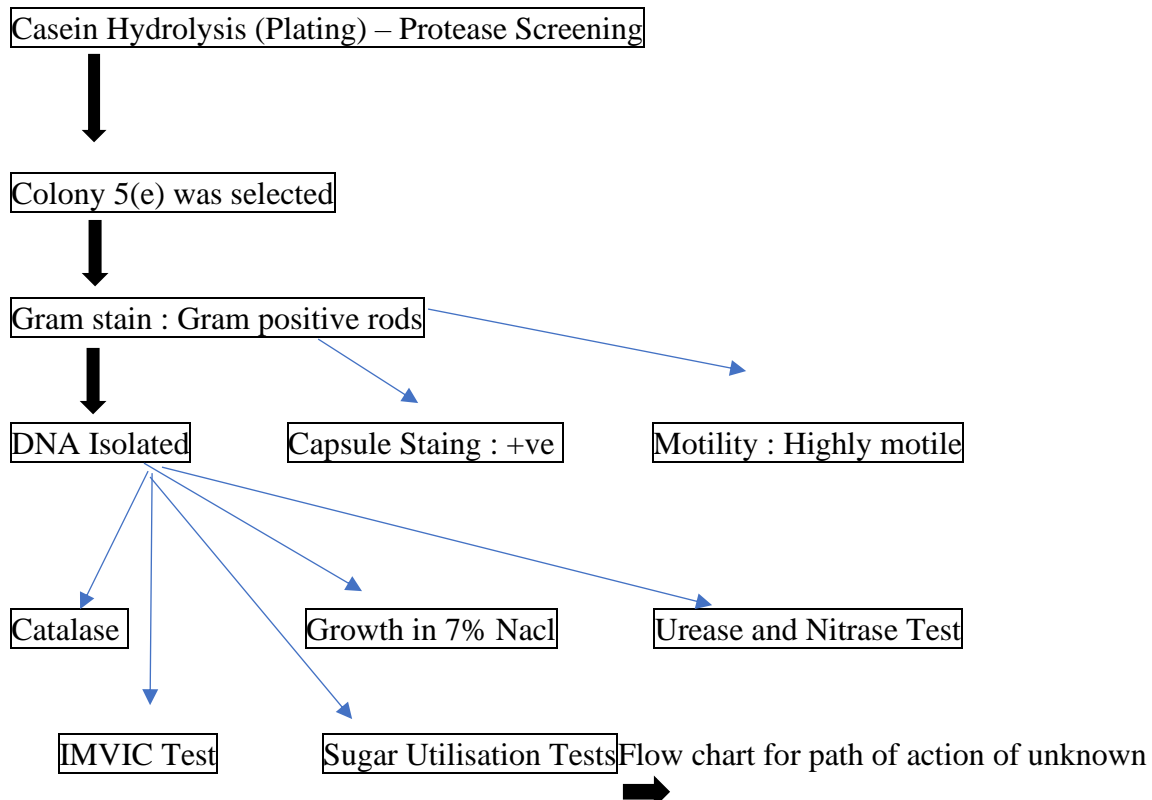 Casein Hydrolysis (Plating) – Protease Screening
Colony 5(e) was selected
Gram stain : Gram positive rods
DNA Isolated
Capsule Staing : +ve
Motility : Highly motile
Catalase
Growth in 7% Nacl
Urease and Nitrase Test
IMVIC Test
Sugar Utilisation Tests
Flow chart for path of action of unknown